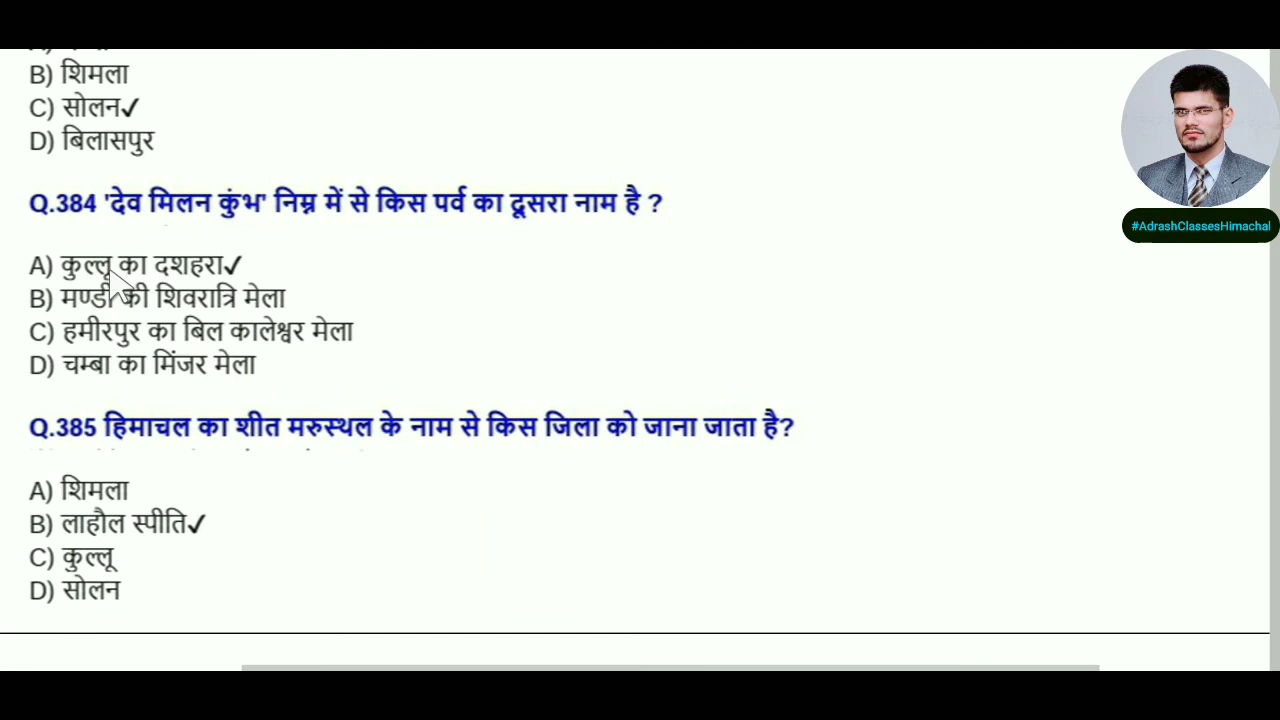 B) शिमला
C) सोलन✓
D) बिलासपुर
#AdrashClassesHimachal
Q.384 'देव मिलन कुंभ' निम्न में से किस पर्व का दूसरा नाम है ?
A) कुल्लू का दशहरा✓
B) मण्डी की शिवरात्रि मेला
C) हमीरपुर का बिल कालेश्वर मेला
D) चम्बा का मिंजर मेला
Q.385 हिमाचल का शीत मरुस्थल के नाम से किस जिला को जाना जाता है?
A) शिमला
B) लाहौल स्पीति✓
C) कुल्लू
D) सोलन